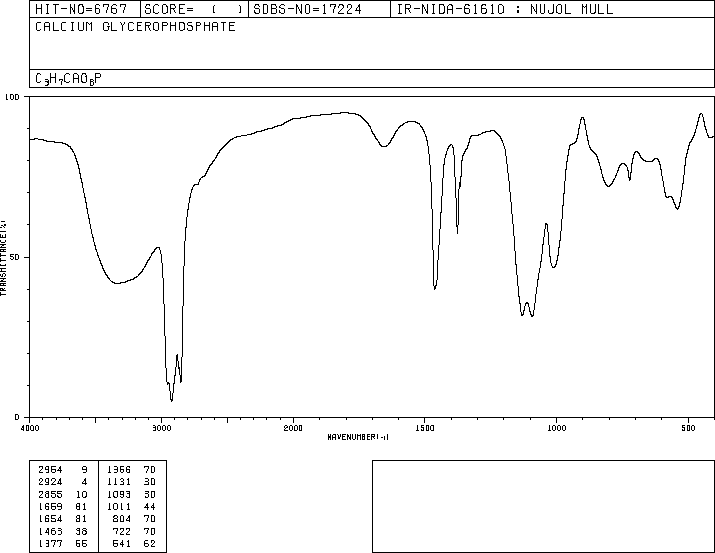 HIT-NO=6767 SCORE= ( ) SDBS-NO=17224 IR-NIDA-61610 : NUJOL MULL
CALCIUM GLYCEROPHOSPHATE
C3H7CAO6P
100
50
0
TRANSMITTANCE(%)
4000 3000 2000 1500 1000 500
WAVENUMBER(-1)
2954 9 1366 70
2924 4 1131 30
2855 10 1093 30
1669 81 1011 44
1654 81 804 70
1463 38 722 70
1377 55 541 62